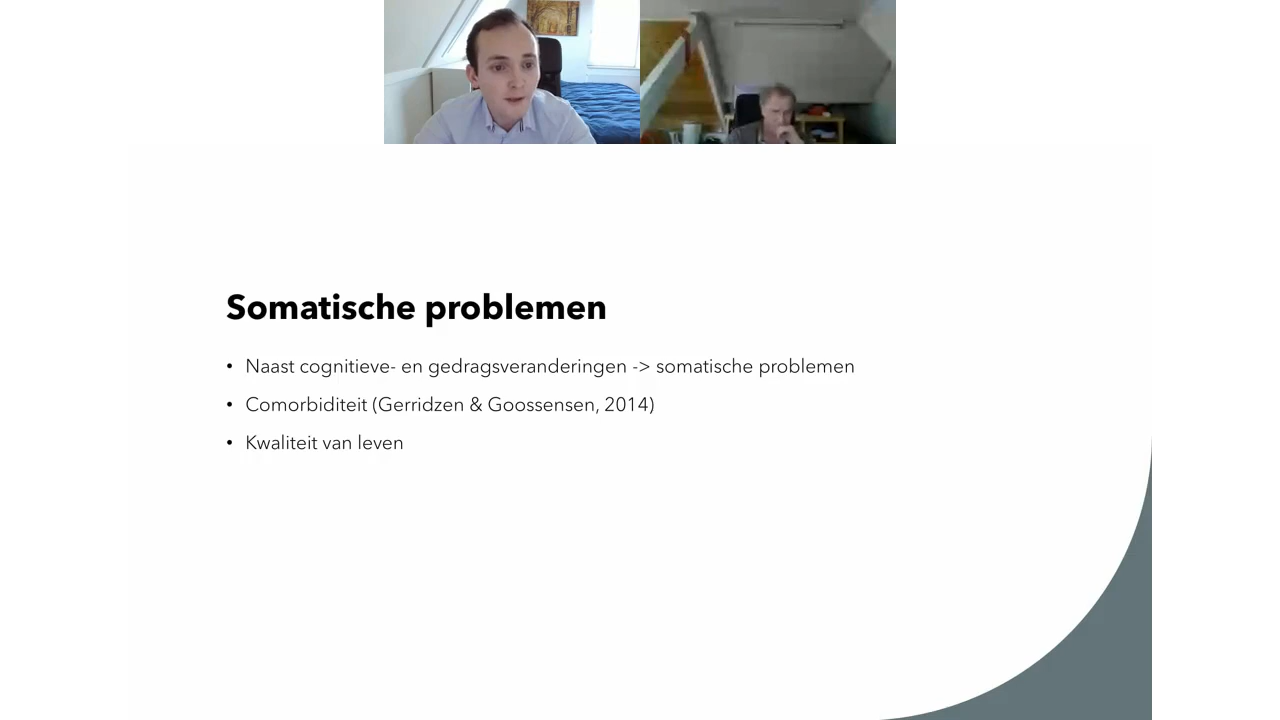 Somatische problemen
• Naast cognitieve- en gedragsveranderingen -> somatische problemen
• Comorbiditeit (Gerridzen & Goossensen, 2014)
• Kwaliteit van leven